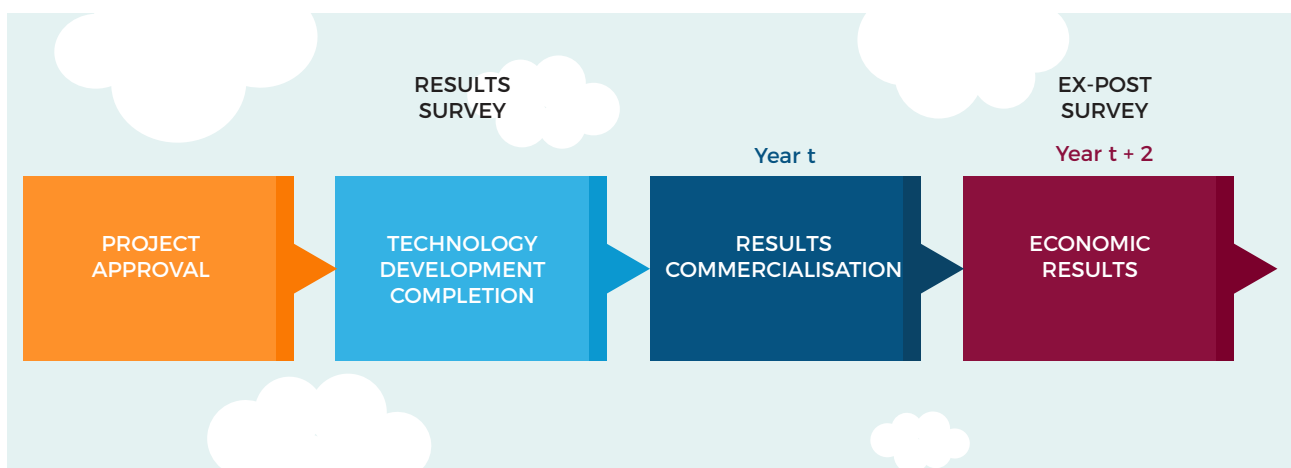 RESULTS
SURVEY
EX-POST
SURVEY
Year t
Year t + 2
PROJECT
APPROVAL
TECHNOLOGY
DEVELOPMENT
COMPLETION
RESULTS
COMMERCIALISATION
ECONOMIC
RESULTS